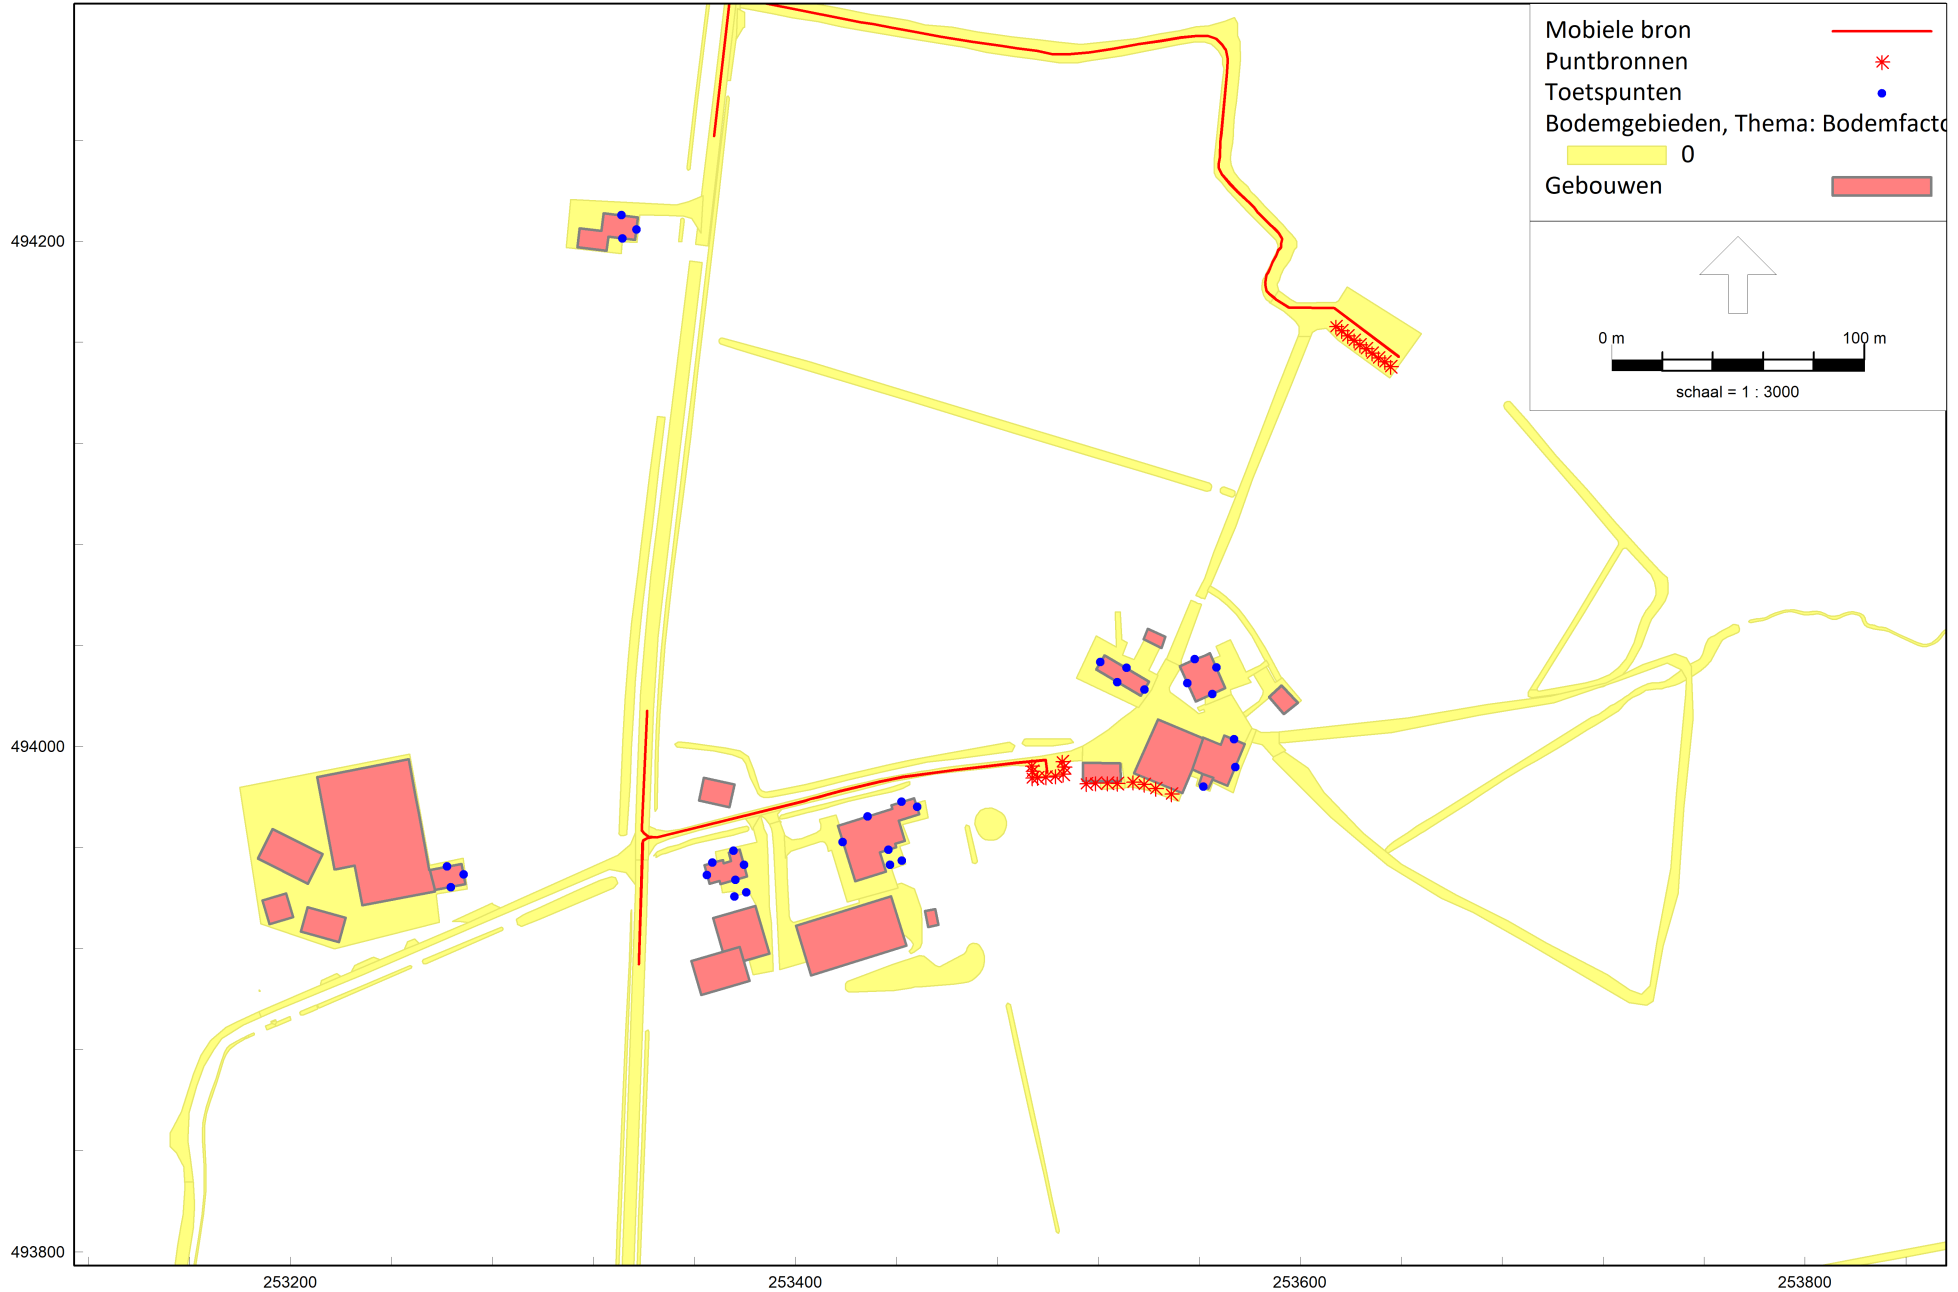 Mobiele bron
Puntbronnen
Toetspunten
Bodemgebieden, Thema: Bodemfacto
0
Gebouwen
0 m 100 m
schaal = 1 : 3000
494200
494000
493800
253200 253400 253600 253800